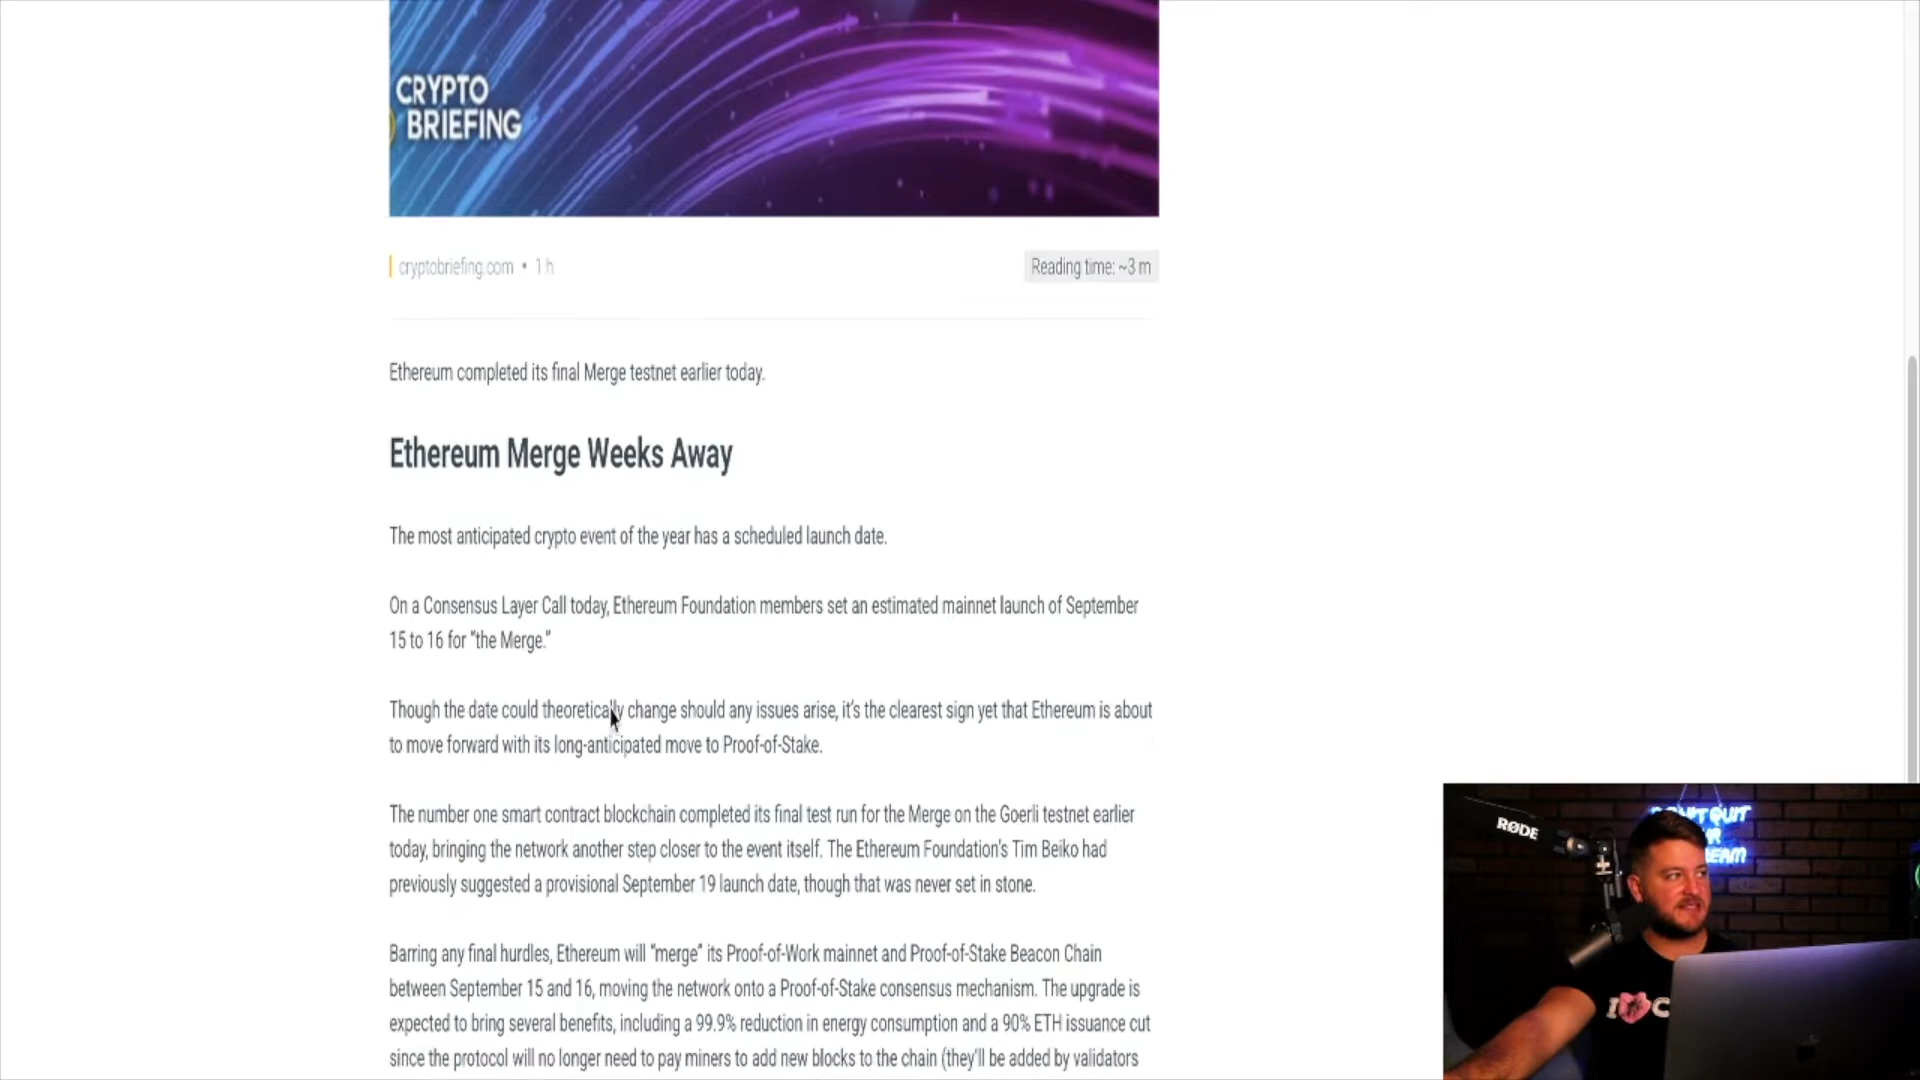 CRYPTO
BRIEFING
cryptobriefing.com • 1 h
Reading time: ~3 m
Ethereum completed its final Merge testnet earlier today.
Ethereum Merge Weeks Away
The most anticipated crypto event of the year has a scheduled launch date.
On a Consensus Layer Call today, Ethereum Foundation members set an estimated mainnet launch of September
15 to 16 for “the Merge.”
Though the date could theoretically change should any issues arise, it’s the clearest sign yet that Ethereum is about
to move forward with its long-anticipated move to Proof-of-Stake.
The number one smart contract blockchain completed its final test run for the Merge on the Goerli testnet earlier
today, bringing the network another step closer to the event itself. The Ethereum Foundation’s Tim Beiko had
previously suggested a provisional September 19 launch date, though that was never set in stone.
Barring any final hurdles, Ethereum will “merge” its Proof-of-Work mainnet and Proof-of-Stake Beacon Chain
between September 15 and 16, moving the network onto a Proof-of-Stake consensus mechanism. The upgrade is
expected to bring several benefits, including a 99.9% reduction in energy consumption and a 90% ETH issuance cut
since the protocol will no longer need to pay miners to add new blocks to the chain (they’ll be added by validators
RØDE
QUIT
I
C